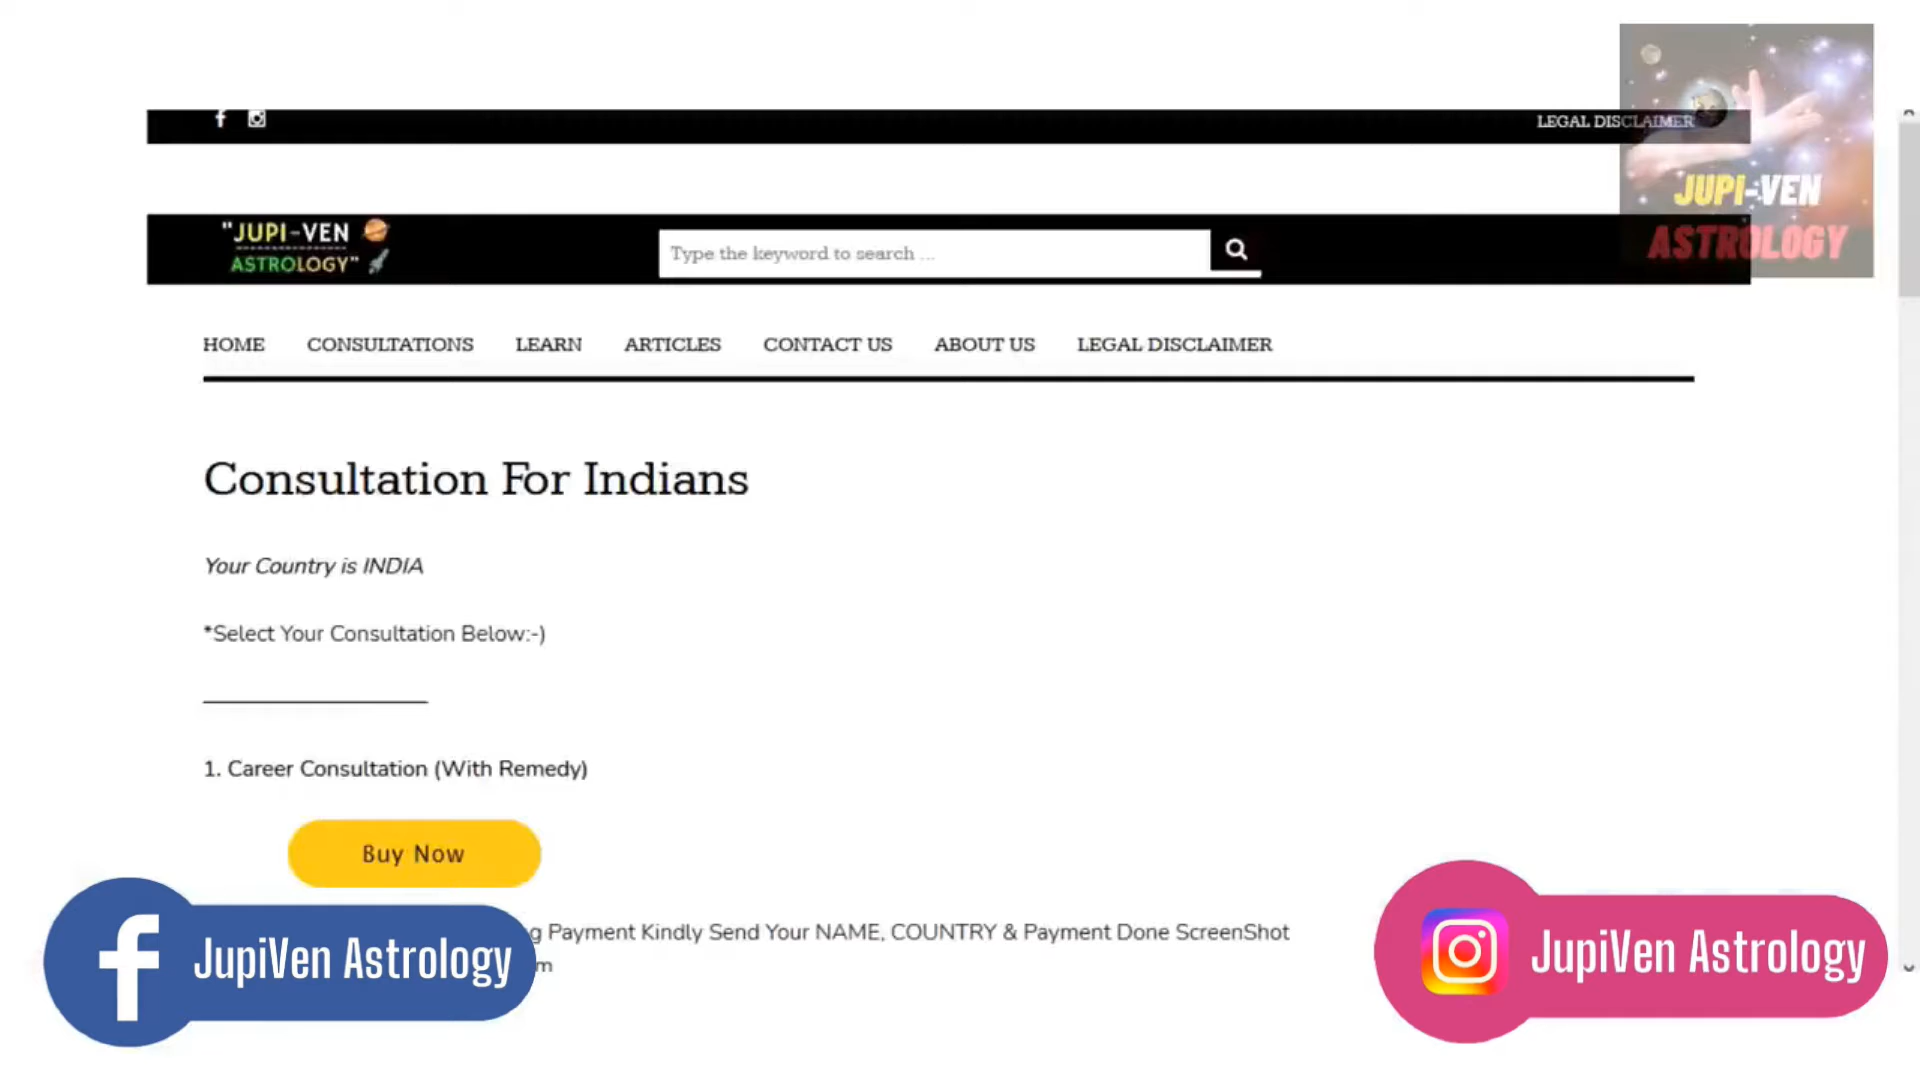 LEGAL DISCLAIMER
JUPI-VEN
ASTROLOGY
"JUPI-VEN
ASTROLOGY"
Type the keyword to search ...
HOME CONSULTATIONS LEARN ARTICLES CONTACT US ABOUT US LEGAL DISCLAIMER
Consultation For Indians
Your Country is INDIA
*Select Your Consultation Below:-)
1. Career Consultation (With Remedy)
Buy Now
Payment Kindly Send Your NAME, COUNTRY & Payment Done ScreenShot
JupiVen Astrology
JupiVen Astrology